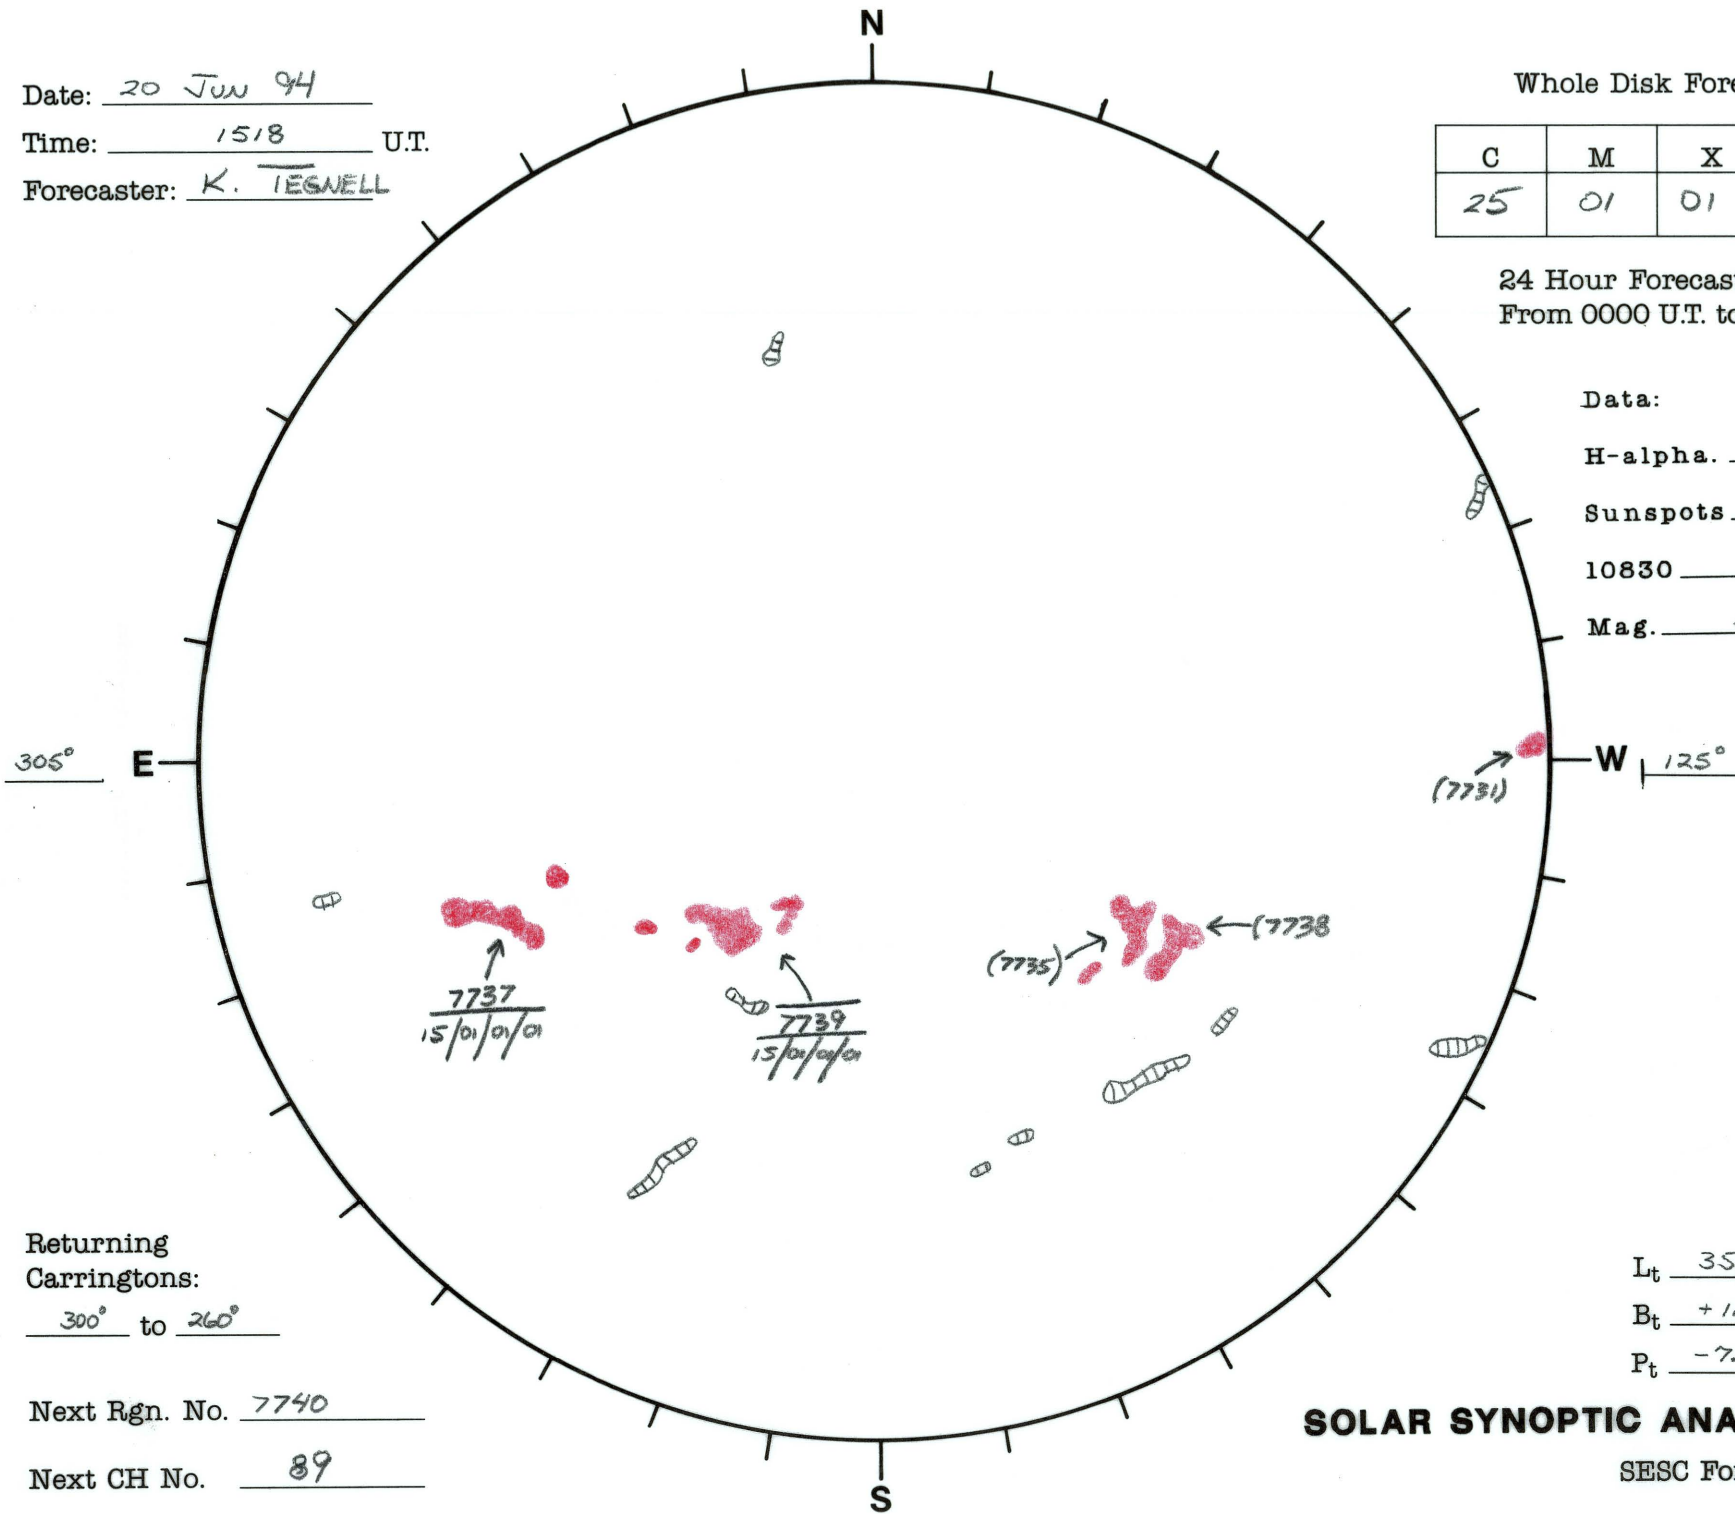 N
Date: 20 JUN 94
Time: 1518 U.T.
Forecaster: K. TEGNELL
Whole Disk Fore
C M X
25 01 01
24 Hour Forecas
From 0000 U.T. to
Data:
H-alpha.
Sunspots
10830
Mag.
305° E
W 125°
(7731)
(7735)
(7738
7737
15/01/01/01
7739
15/01/01/01
Returning
Carringtons:
300° to 260°
Next Rgn. No. 7740
Next CH No. 89
Lt 35
Bt +1
Pt -7.
SOLAR SYNOPTIC ANA
SESC Fo
S